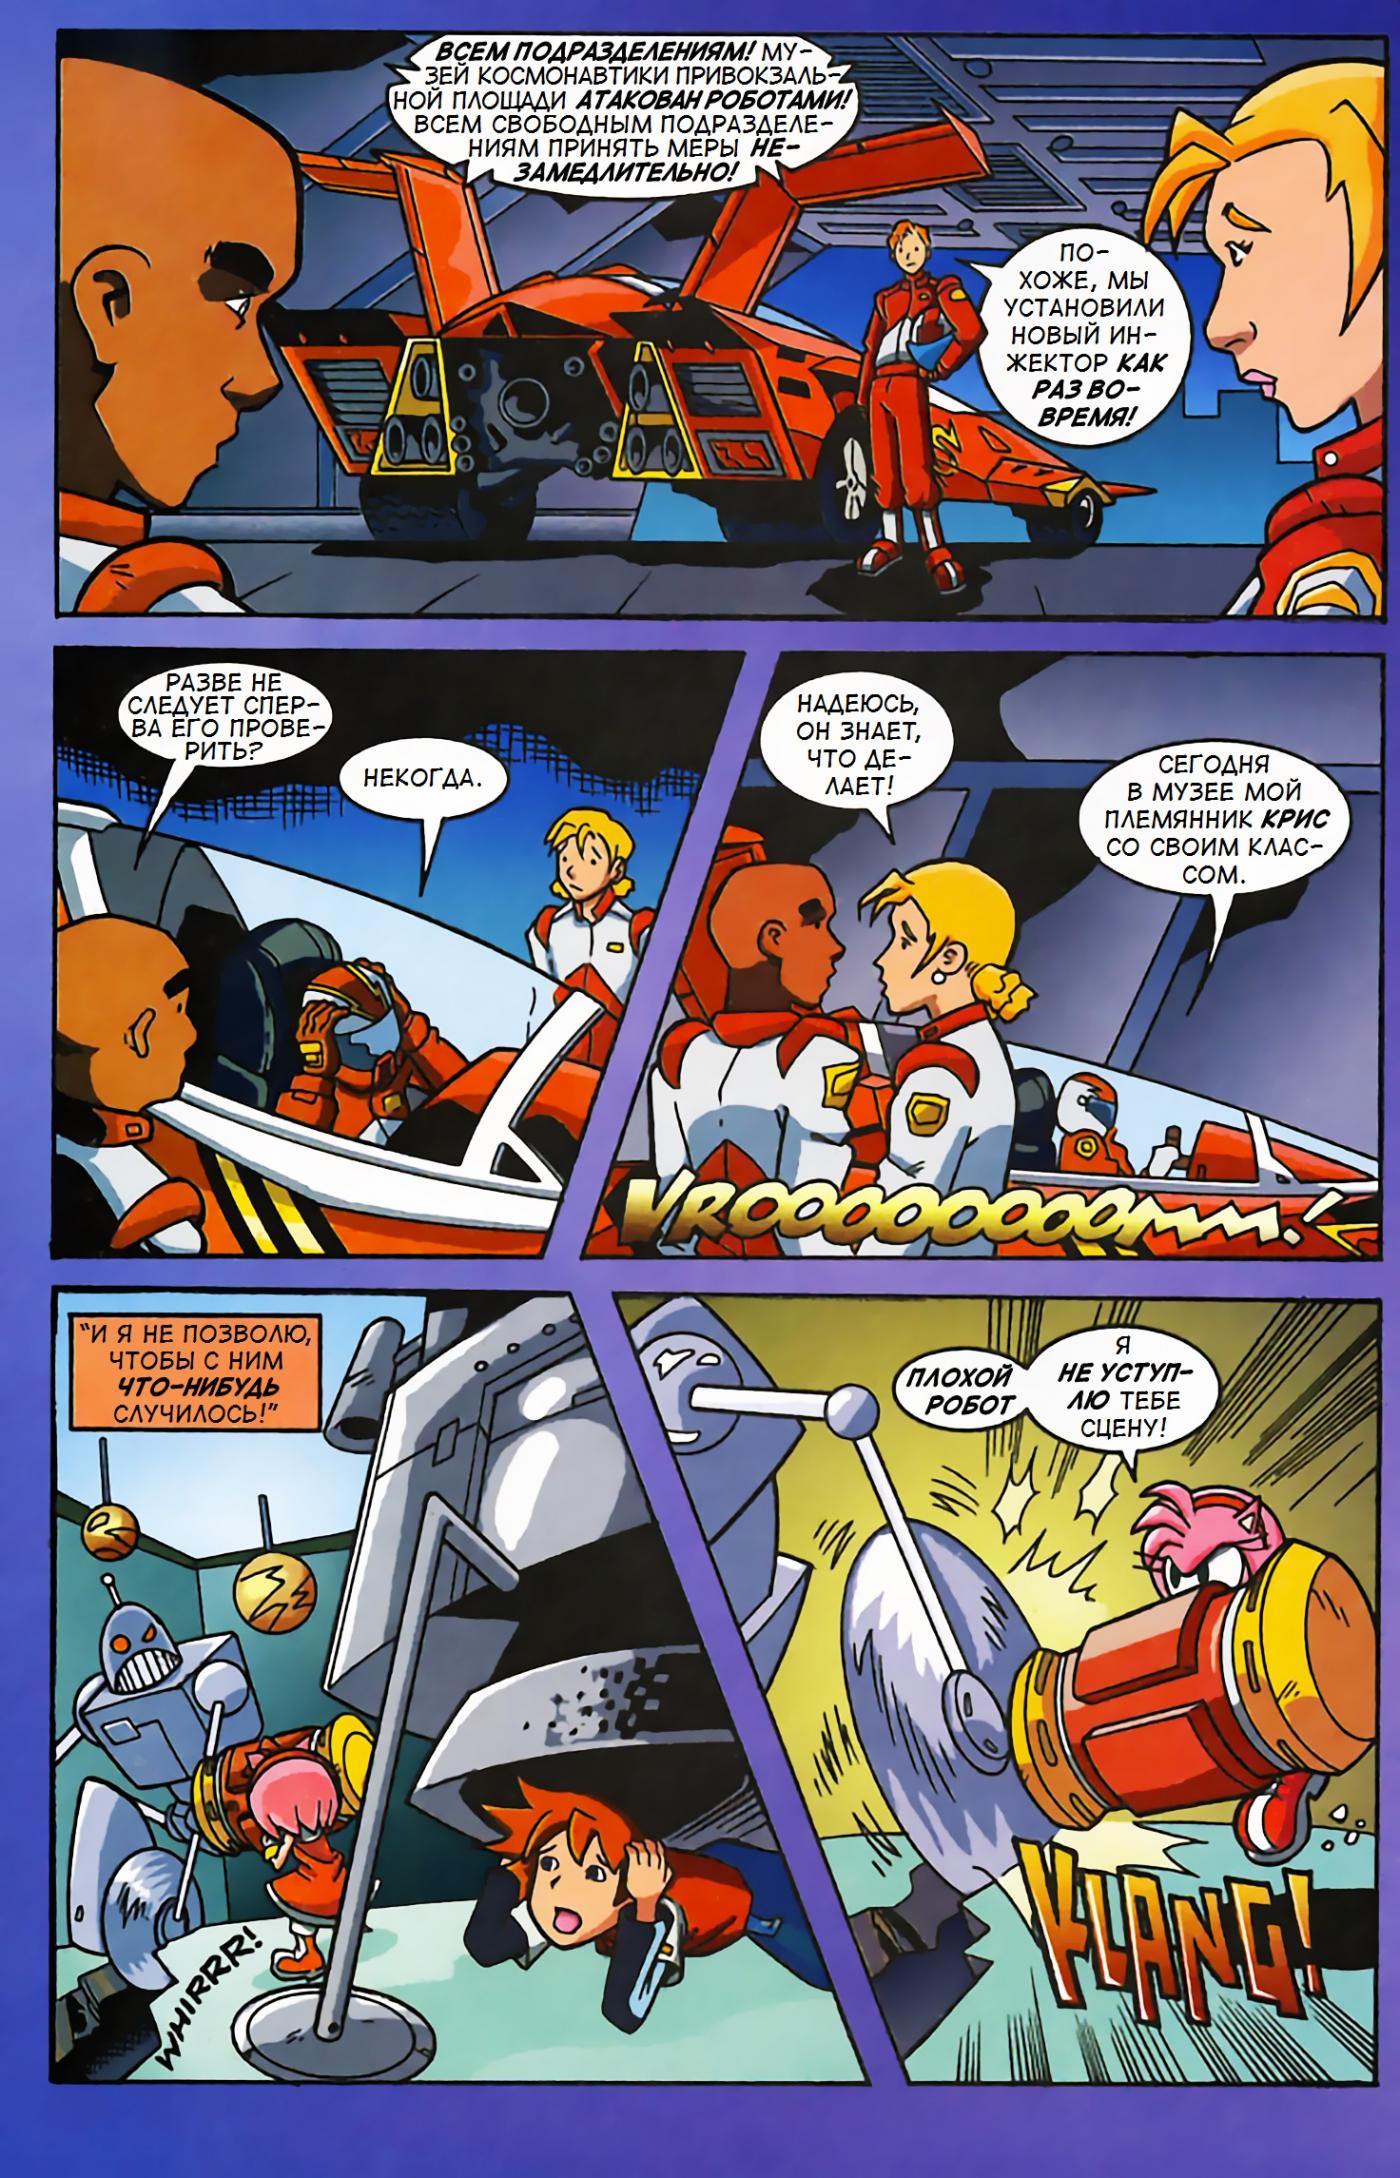 ВСЕМ ПОДРАЗДЕЛЕНИЯМ! МУ-
ЗЕЙ КОСМОНАВТИКИ ПРИВОКЗАЛЬ-
НОЙ ПЛОЩАДИ АТАКОВАН РОБОТАМИ!
ВСЕМ СВОБОДНЫМ ПОДРАЗДЕЛЕ-
НИЯМ ПРИНЯТЬ МЕРЫ НЕ-
ЗАМЕДЛИТЕЛЬНО!
ПО-
ХОЖЕ, МЫ
УСТАНОВИЛИ
НОВЫЙ ИН-
ЖЕКТОР КАК
РАЗ ВО-
ВРЕМЯ!
РАЗВЕ НЕ
СЛЕДУЕТ СПЕР-
ВА ЕГО ПРОВЕ-
РИТЬ?
НЕКОГДА.
НАДЕЮСЬ,
ОН ЗНАЕТ,
ЧТО ДЕ-
ЛАЕТ!
СЕГОДНЯ
В МУЗЕЕ МОЙ
ПЛЕМЯННИК КРИС
СО СВОИМ КЛАС-
СОМ.
VROOOOOOOOOMM!
"И Я НЕ ПОЗВОЛЮ,
ЧТОБЫ С НИМ
ЧТО-НИБУДЬ
СЛУЧИЛОСЬ!"
WHIRRR!
ПЛОХОЙ
РОБОТ
Я
НЕ УСТУП-
ЛЮ ТЕБЕ
СЦЕНУ!
KLANG!